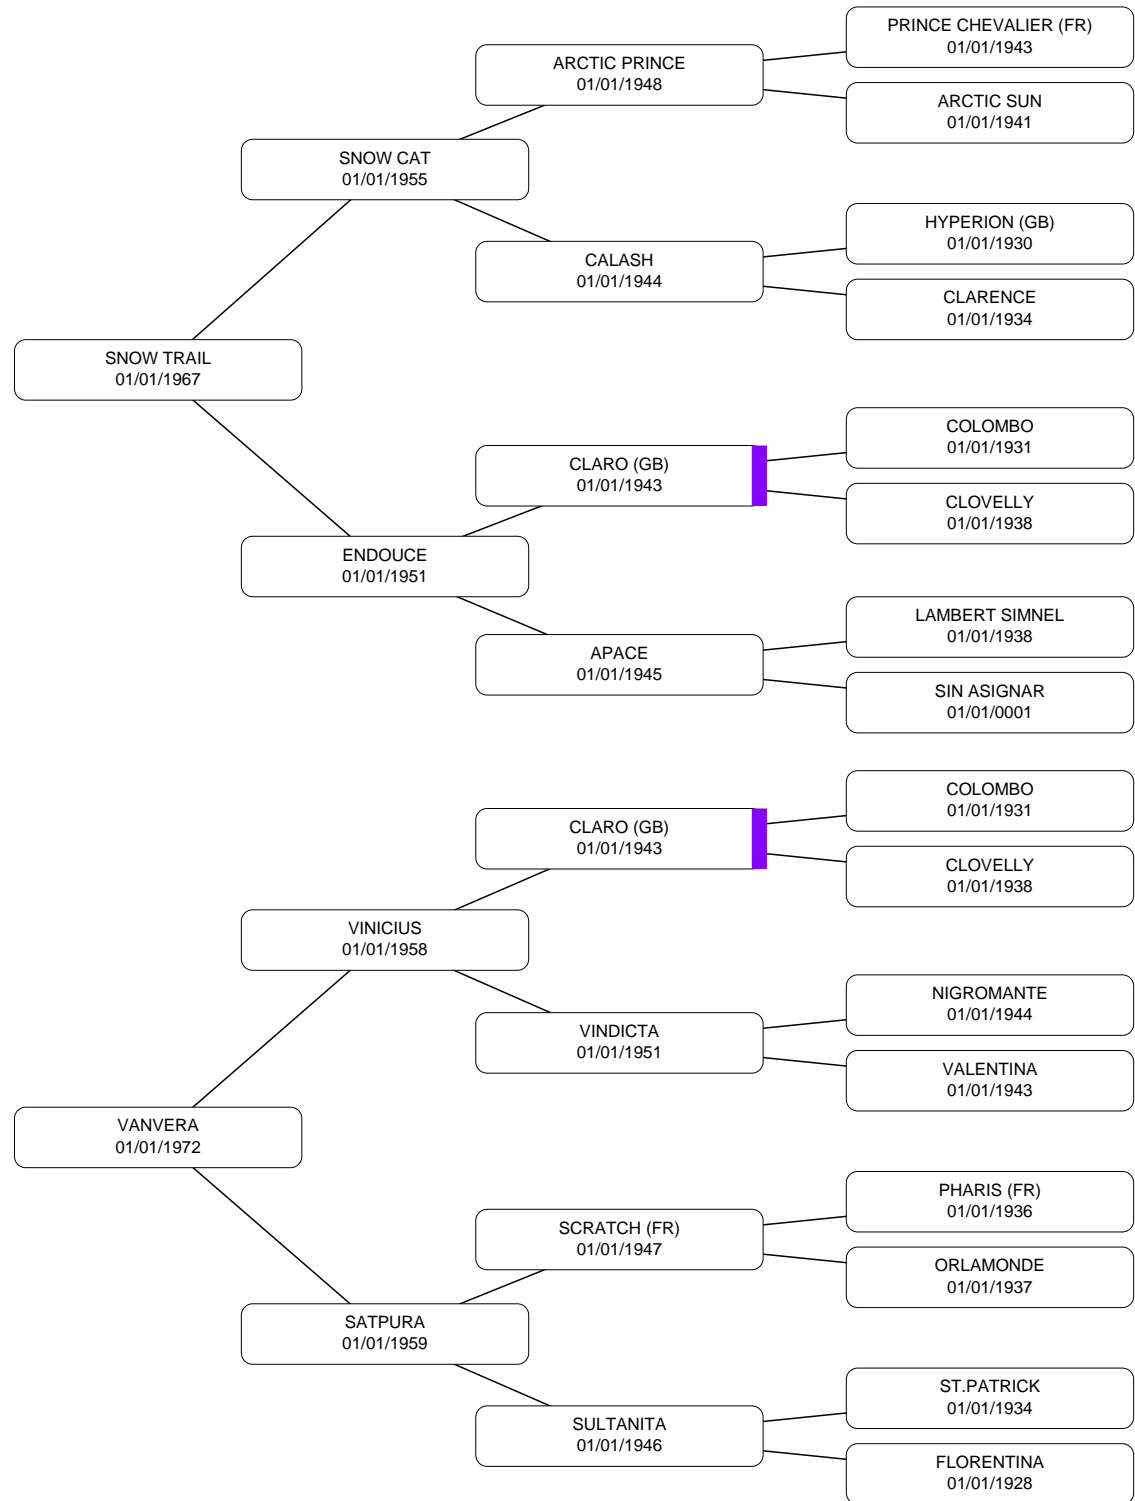 PRINCE CHEVALIER (FR)
01/01/1943
ARCTIC PRINCE
01/01/1948
ARCTIC SUN
01/01/1941
SNOW CAT
01/01/1955
HYPERION (GB)
01/01/1930
CALASH
01/01/1944
CLARENCE
01/01/1934
SNOW TRAIL
01/01/1967
COLOMBO
01/01/1931
CLARO (GB)
01/01/1943
CLOVELLY
01/01/1938
ENDOUCE
01/01/1951
LAMBERT SIMNEL
01/01/1938
APACE
01/01/1945
SIN ASIGNAR
01/01/0001
COLOMBO
01/01/1931
CLARO (GB)
01/01/1943
CLOVELLY
01/01/1938
VINICIUS
01/01/1958
NIGROMANTE
01/01/1944
VINDICTA
01/01/1951
VALENTINA
01/01/1943
VANVERA
01/01/1972
PHARIS (FR)
01/01/1936
SCRATCH (FR)
01/01/1947
ORLAMONDE
01/01/1937
SATPURA
01/01/1959
ST.PATRICK
01/01/1934
SULTANITA
01/01/1946
FLORENTINA
01/01/1928